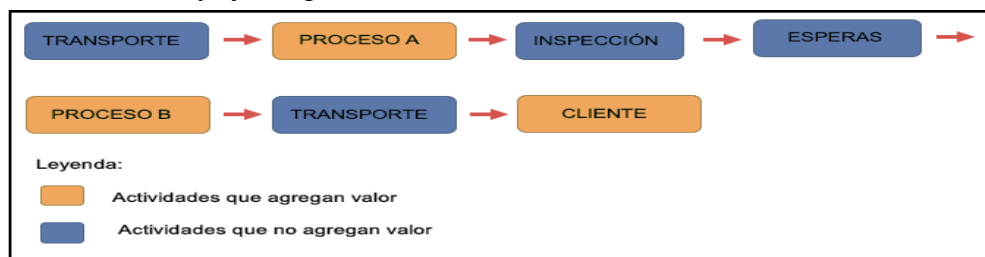 TRANSPORTE PROCESO A INSPECCIÓN ESPERAS
PROCESO B TRANSPORTE CLIENTE
Leyenda:
Actividades que agregan valor
Actividades que no agregan valor